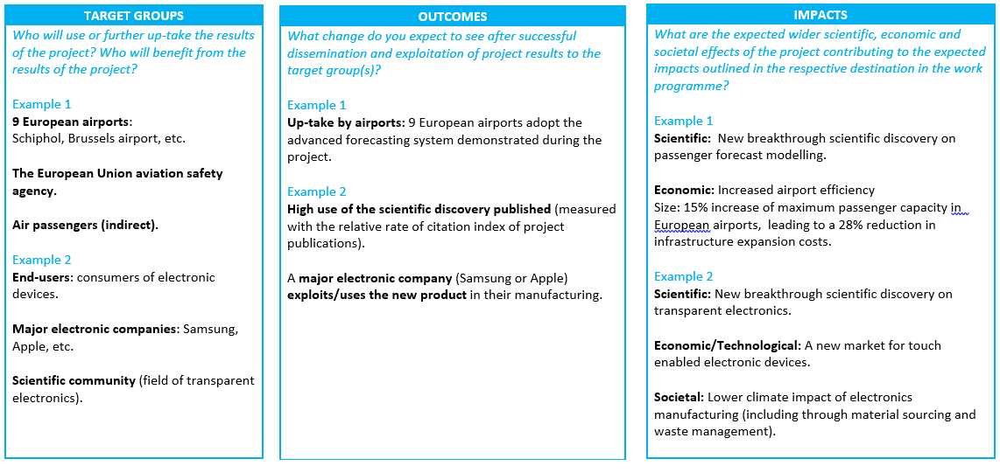 TARGET GROUPS
Who will use or further up-take the results
of the project? Who will benefit from the
results of the project?
Example 1
9 European airports:
Schiphol, Brussels airport, etc.
The European Union aviation safety
agency.
Air passengers (indirect).
Example 2
End-users: consumers of electronic
devices.
Major electronic companies: Samsung,
Apple, etc.
Scientific community (field of transparent
electronics).
OUTCOMES
What change do you expect to see after successful
dissemination and exploitation of project results to the
target group(s)?
Example 1
Up-take by airports: 9 European airports adopt the
advanced forecasting system demonstrated during the
project.
Example 2
High use of the scientific discovery published (measured
with the relative rate of citation index of project
publications).
A major electronic company (Samsung or Apple)
exploits/uses the new product in their manufacturing.
IMPACTS
What are the expected wider scientific, economic and
societal effects of the project contributing to the expected
impacts outlined in the respective destination in the work
programme?
Example 1
Scientific: New breakthrough scientific discovery on
passenger forecast modelling.
Economic: Increased airport efficiency
Size: 15% increase of maximum passenger capacity in
European airports, leading to a 28% reduction in
infrastructure expansion costs.
Example 2
Scientific: New breakthrough scientific discovery on
transparent electronics.
Economic/Technological: A new market for touch
enabled electronic devices.
Societal: Lower climate impact of electronics
manufacturing (including through material sourcing and
waste management).